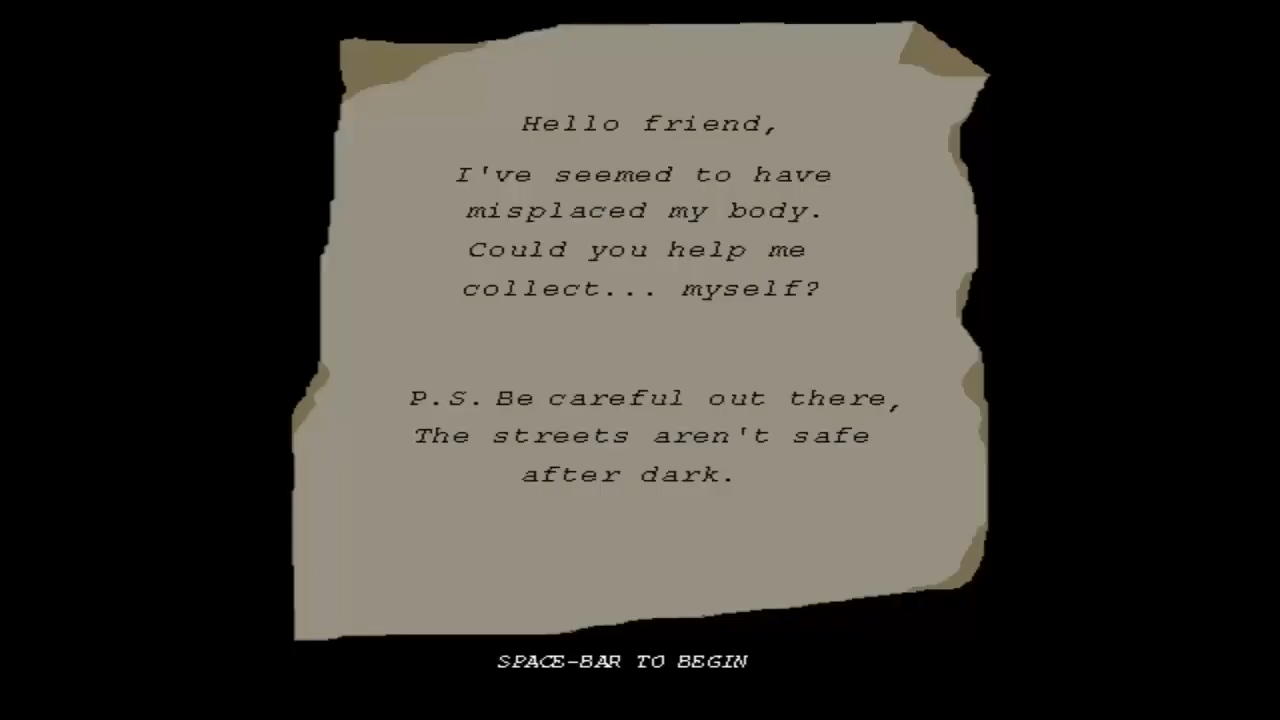 Hello friend,
I've seemed to have
misplaced my body.
Could you help me
collect... myself?
P.S. Be careful out there,
The streets aren't safe
after dark.
SPACE-BAR TO BEGIN